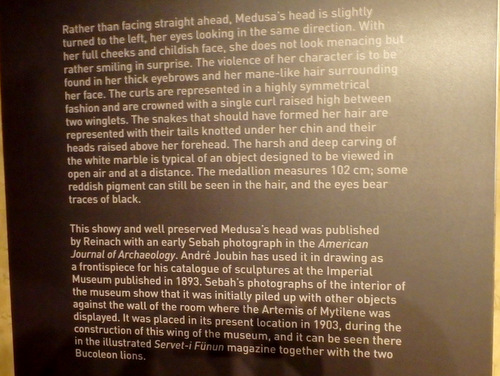 Rather than facing straight ahead, Medusa's head is slightly
turned to the left, her eyes looking in the same direction. With
her full cheeks and childish face, she does not look menacing but
rather smiling in surprise. The violence of her character is to be
found in her thick eyebrows and her mane-like hair surrounding
her face. The curls are represented in a highly symmetrical
fashion and are crowned with a single curl raised high between
two winglets. The snakes that should have formed her hair are
represented with their tails knotted under her chin and their
heads raised above her forehead. The harsh and deep carving of
the white marble is typical of an object designed to be viewed in
open air and at a distance. The medallion measures 102 cm; some
reddish pigment can still be seen in the hair, and the eyes bear
traces of black.
This showy and well preserved Medusa's head was published
by Reinach with an early Sebah photograph in the American
Journal of Archaeology. André Joubin has used it in drawing as
a frontispiece for his catalogue of sculptures at the Imperial
Museum published in 1893. Sebah's photographs of the interior of
the museum show that it was initially piled up with other objects
against the wall of the room where the Artemis of Mytilene was
displayed. It was placed in its present location in 1903, during the
construction of this wing of the museum, and it can be seen there
in the illustrated Servet-i Fünun magazine together with the two
Bucoleon lions.